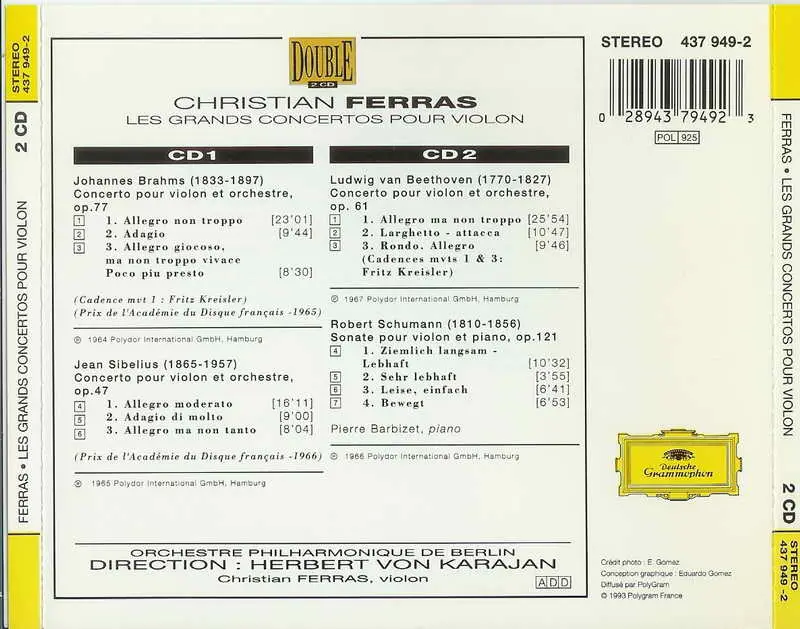 STEREO
437 949-2
2 CD
FERRAS • LES GRANDS CONCERTOS POUR VIOLON
DOUBLE
2 CD
CHRISTIAN FERRAS
LES GRANDS CONCERTOS POUR VIOLON
CD 1
Johannes Brahms (1833-1897)
Concerto pour violon et orchestre,
op.77
1 1. Allegro non troppo [23'01]
2 2. Adagio [9'44]
3 3. Allegro giocoso,
ma non troppo vivace
Poco piu presto [8'30]
(Cadence mvt 1 : Fritz Kreisler)
(Prix de l'Académie du Disque français -1965)
℗ 1964 Polydor International GmbH, Hamburg
Jean Sibelius (1865-1957)
Concerto pour violon et orchestre,
op.47
4 1. Allegro moderato [16'11]
5 2. Adagio di molto [9'00]
6 3. Allegro ma non tanto [8'04]
(Prix de l'Académie du Disque français -1966)
℗ 1965 Polydor International GmbH, Hamburg
CD 2
Ludwig van Beethoven (1770-1827)
Concerto pour violon et orchestre,
op. 61
1 1. Allegro ma non troppo [25'54]
2 2. Larghetto - attacca [10'47]
3 3. Rondo. Allegro [9'46]
(Cadences mvts 1 & 3:
Fritz Kreisler)
℗ 1967 Polydor International GmbH, Hamburg
Robert Schumann (1810-1856)
Sonate pour violon et piano, op.121
4 1. Ziemlich langsam -
Lebhaft [10'32]
5 2. Sehr lebhaft [3'55]
6 3. Leise, einfach [6'41]
7 4. Bewegt [6'53]
Pierre Barbizet, piano
℗ 1966 Polydor International GmbH, Hamburg
ORCHESTRE PHILHARMONIQUE DE BERLIN
DIRECTION : HERBERT VON KARAJAN
Christian FERRAS, violon
ADD
STEREO 437 949-2
0 28943 79492 3
POL 925
Deutsche
Grammophon
Crédit photo : E. Gomez
Conception graphique : Eduardo Gomez
Diffusé par PolyGram
© 1993 Polygram France
FERRAS • LES GRANDS CONCERTOS POUR VIOLON
2 CD
STEREO
437 949-2